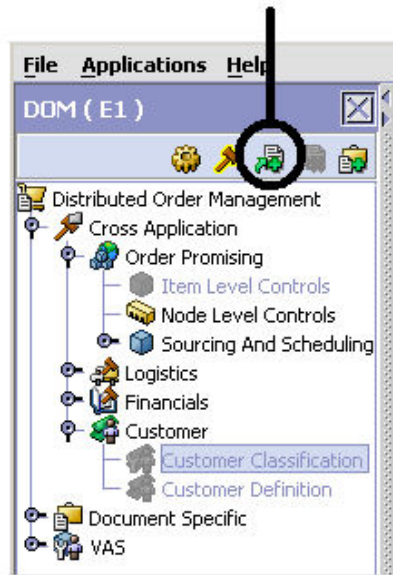 File Applications Help
DOM ( E1 )
Distributed Order Management
Cross Application
Order Promising
Item Level Controls
Node Level Controls
Sourcing And Scheduling
Logistics
Financials
Customer
Customer Classification
Customer Definition
Document Specific
VAS